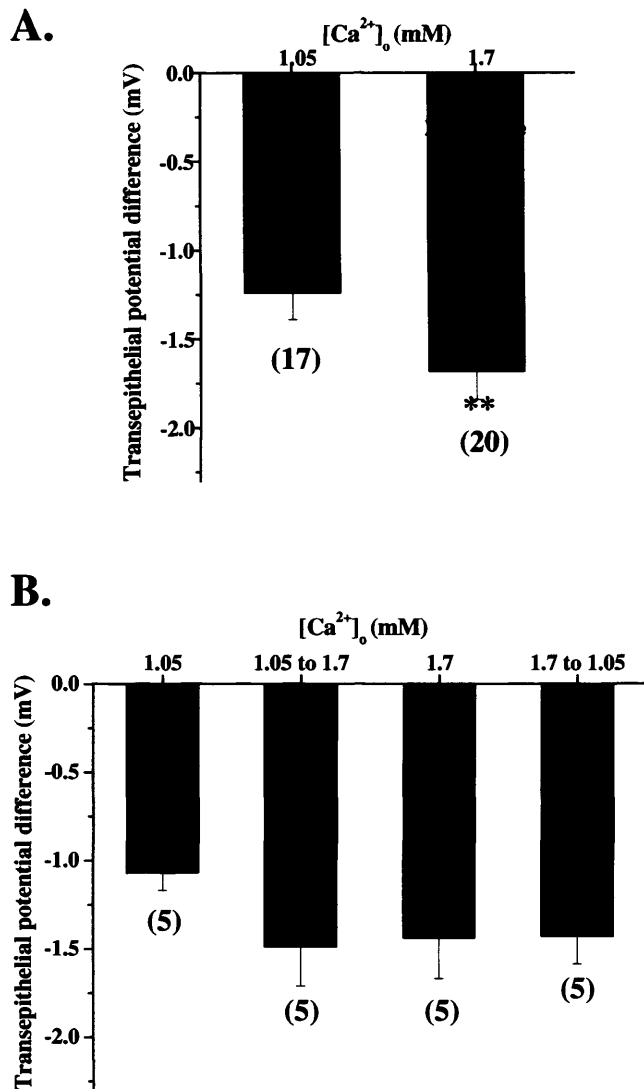 A.
[Ca²⁺]ₒ (mM)
1.05 1.7
Transepithelial potential difference (mV)
0.0
-0.5
-1.0
-1.5
-2.0
(17)
**
(20)
B.
[Ca²⁺]ₒ (mM)
1.05 1.05 to 1.7 1.7 1.7 to 1.05
Transepithelial potential difference (mV)
0.0
-0.5
-1.0
-1.5
-2.0
(5)
(5) (5) (5)